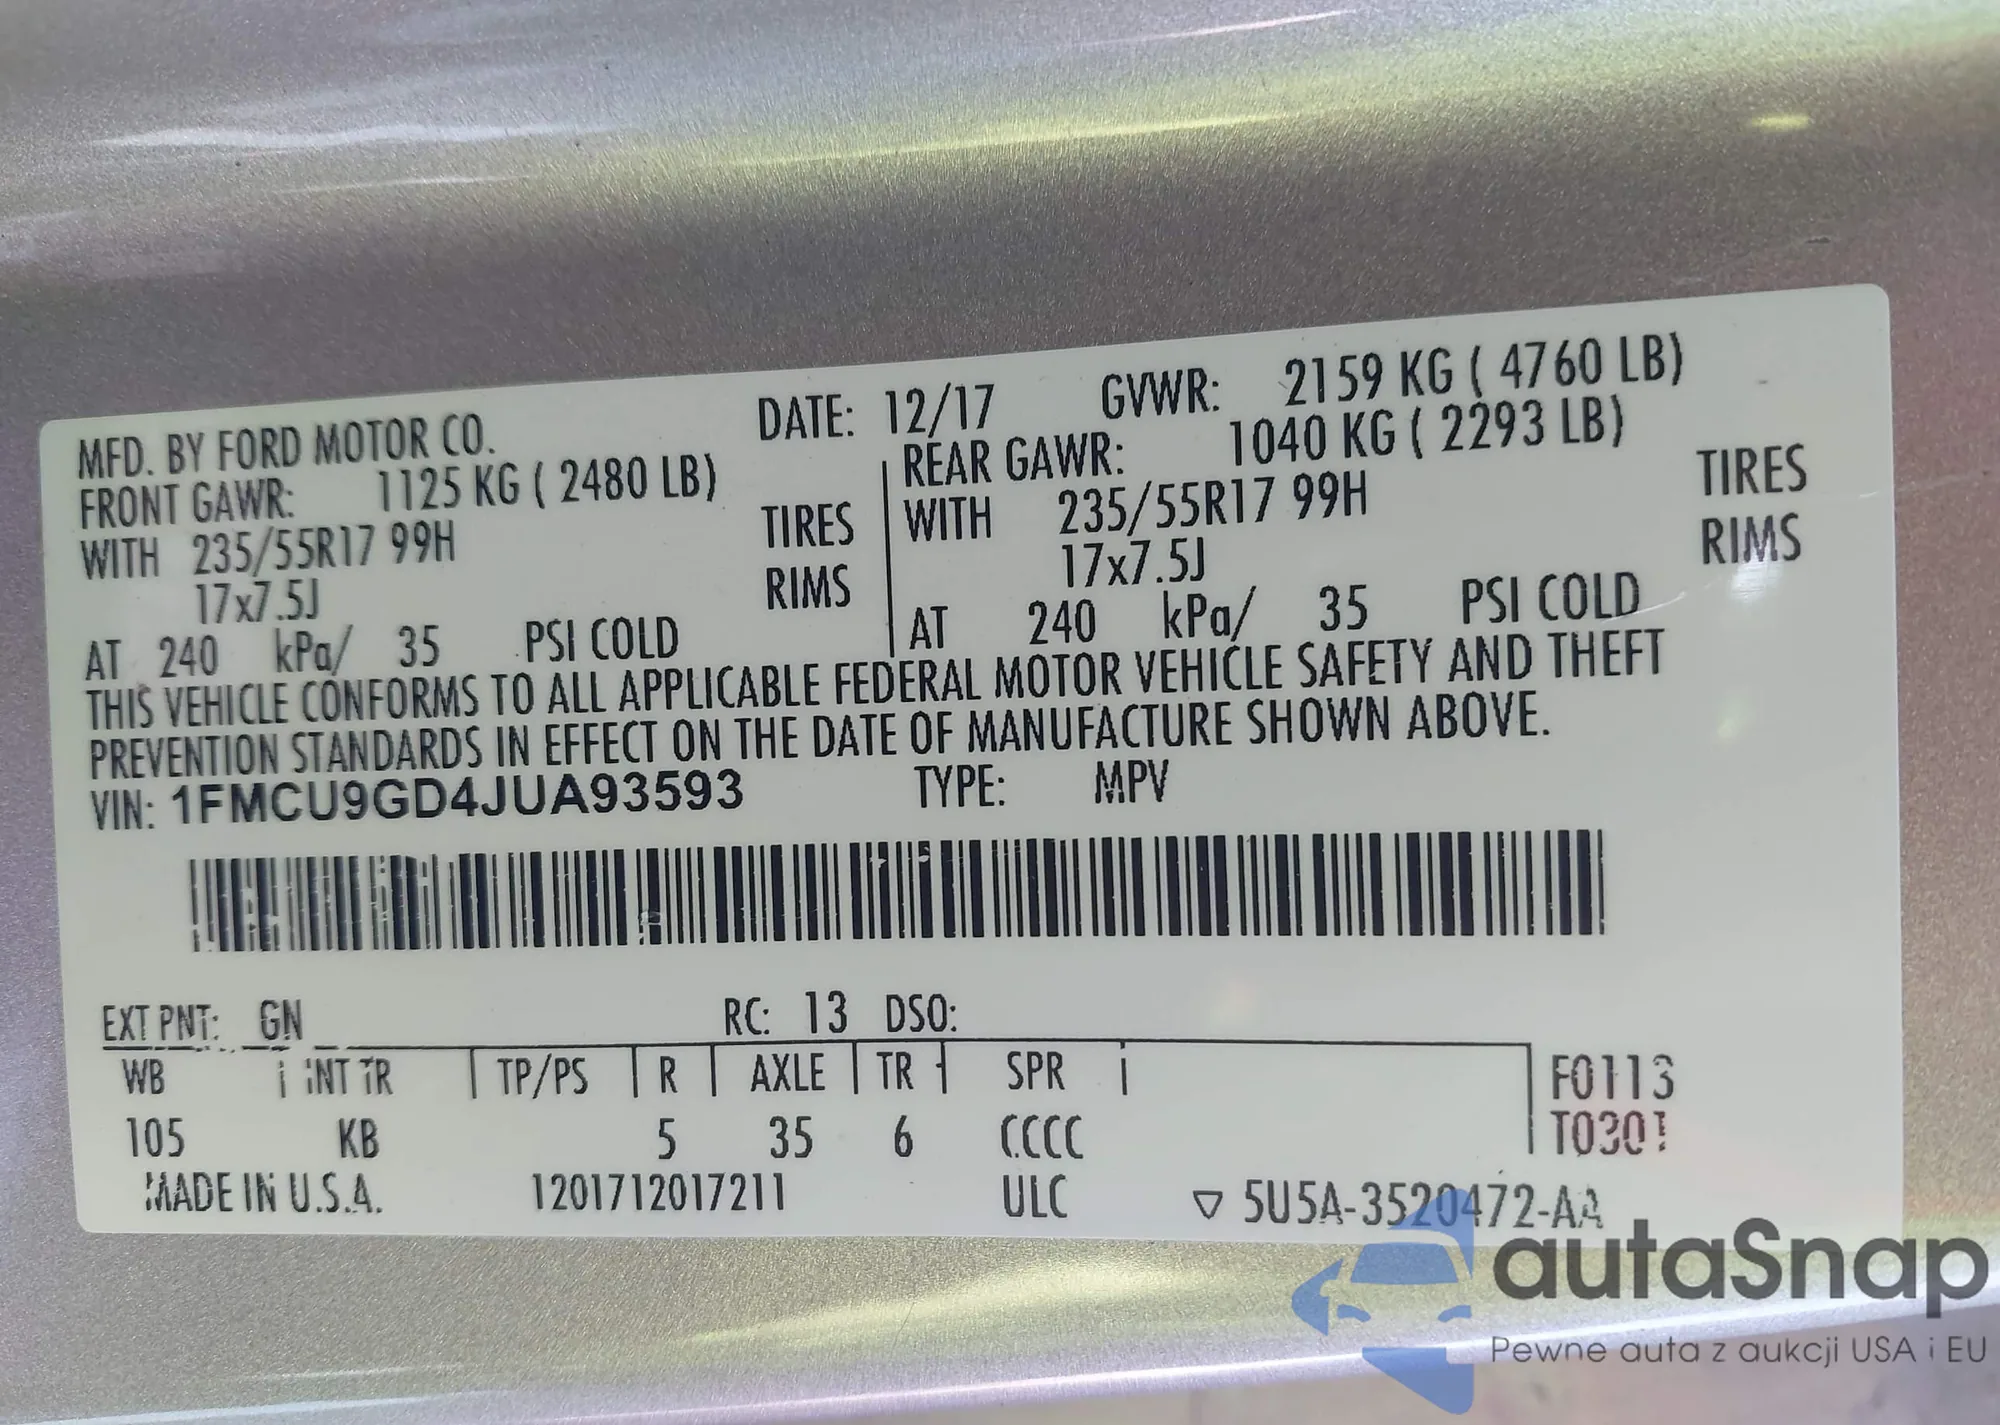 MFD. BY FORD MOTOR CO. DATE: 12/17 GVWR: 2159 KG ( 4760 LB)
FRONT GAWR: 1125 KG ( 2480 LB) REAR GAWR: 1040 KG ( 2293 LB)
WITH 235/55R17 99H TIRES WITH 235/55R17 99H TIRES
17x7.5J RIMS 17x7.5J RIMS
AT 240 kPa/ 35 PSI COLD AT 240 kPa/ 35 PSI COLD
THIS VEHICLE CONFORMS TO ALL APPLICABLE FEDERAL MOTOR VEHICLE SAFETY AND THEFT
PREVENTION STANDARDS IN EFFECT ON THE DATE OF MANUFACTURE SHOWN ABOVE.
VIN: 1FMCU9GD4JUA93593 TYPE: MPV
EXT PNT: GN RC: 13 DSO:
WB INT TR TP/PS R AXLE TR SPR F0113
105 KB 5 35 6 CCCC T0301
MADE IN U.S.A. 1201712017211 ULC ▽ 5U5A-3520472-AA
autaSnap
Pewne auta z aukcji USA i EU